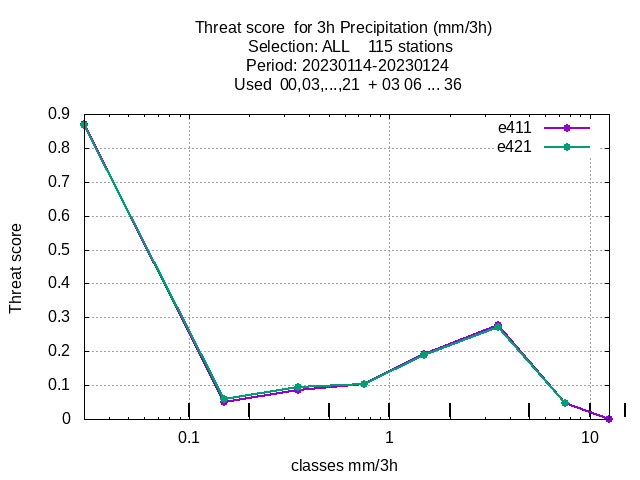 Threat score  for 3h Precipitation (mm/3h)
Selection: ALL    115 stations
Period: 20230114-20230124
Used  00,03,...,21  + 03 06 ... 36
e411
e421
0.9
0.8
0.7
0.6
0.5
0.4
0.3
0.2
0.1
0
Threat score
0.1
1
10
classes mm/3h